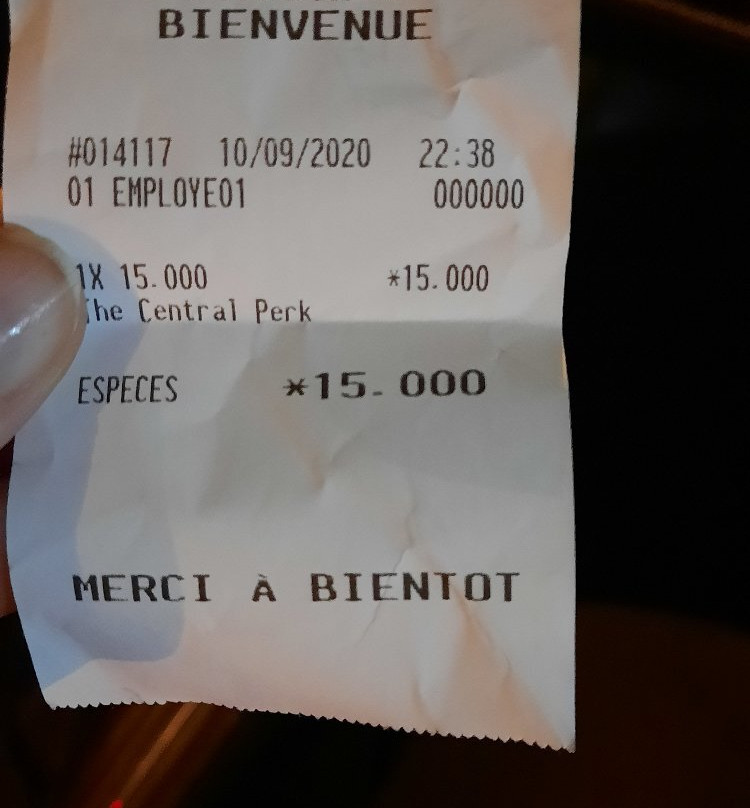 BIENVENUE
#014117 10/09/2020 22:38
01 EMPLOYE01 000000
1X 15.000 *15.000
The Central Perk
ESPECES *15.000
MERCI À BIENTOT